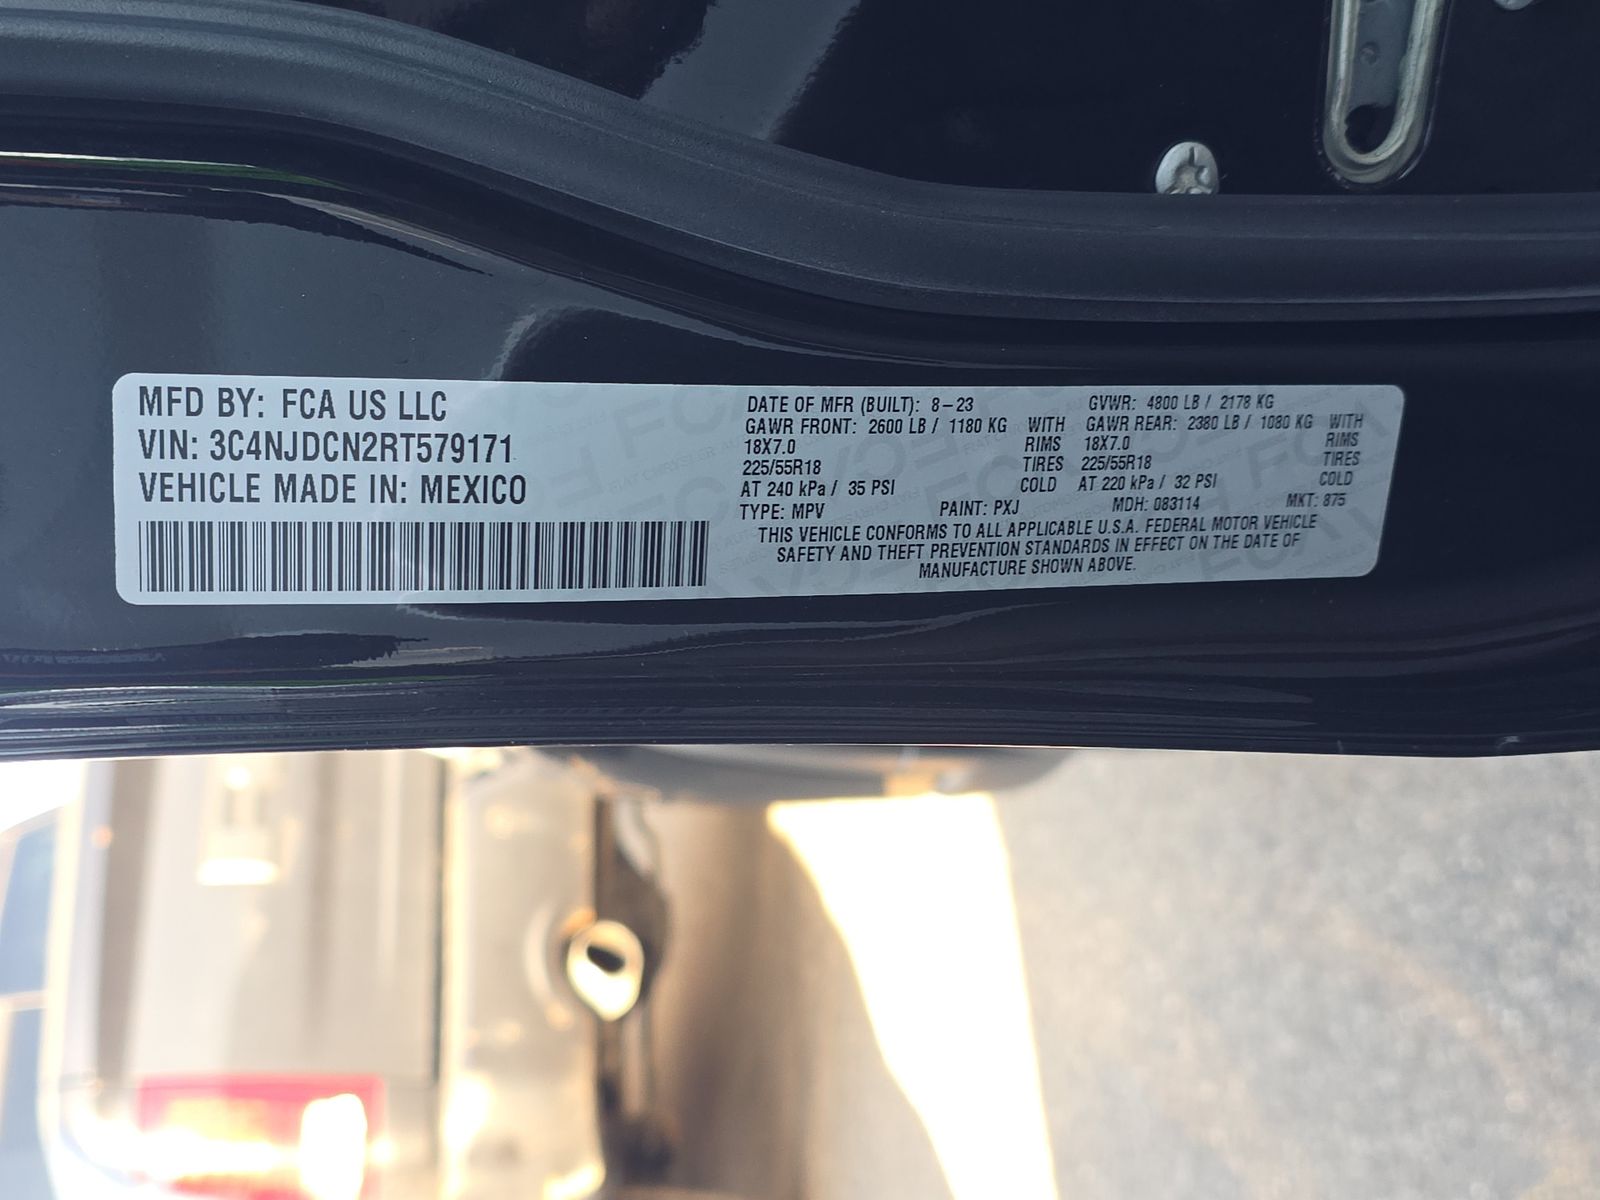 MFD BY: FCA US LLC
VIN: 3C4NJDCN2RT579171
VEHICLE MADE IN: MEXICO
DATE OF MFR (BUILT): 8-23 GVWR: 4800 LB / 2178 KG
GAWR FRONT: 2600 LB / 1180 KG WITH GAWR REAR: 2380 LB / 1080 KG WITH
18X7.0 RIMS 18X7.0 RIMS
225/55R18 TIRES 225/55R18 TIRES
AT 240 kPa / 35 PSI COLD AT 220 kPa / 32 PSI COLD
TYPE: MPV PAINT: PXJ MDH: 083114 MKT: 875
THIS VEHICLE CONFORMS TO ALL APPLICABLE U.S.A. FEDERAL MOTOR VEHICLE
SAFETY AND THEFT PREVENTION STANDARDS IN EFFECT ON THE DATE OF
MANUFACTURE SHOWN ABOVE.